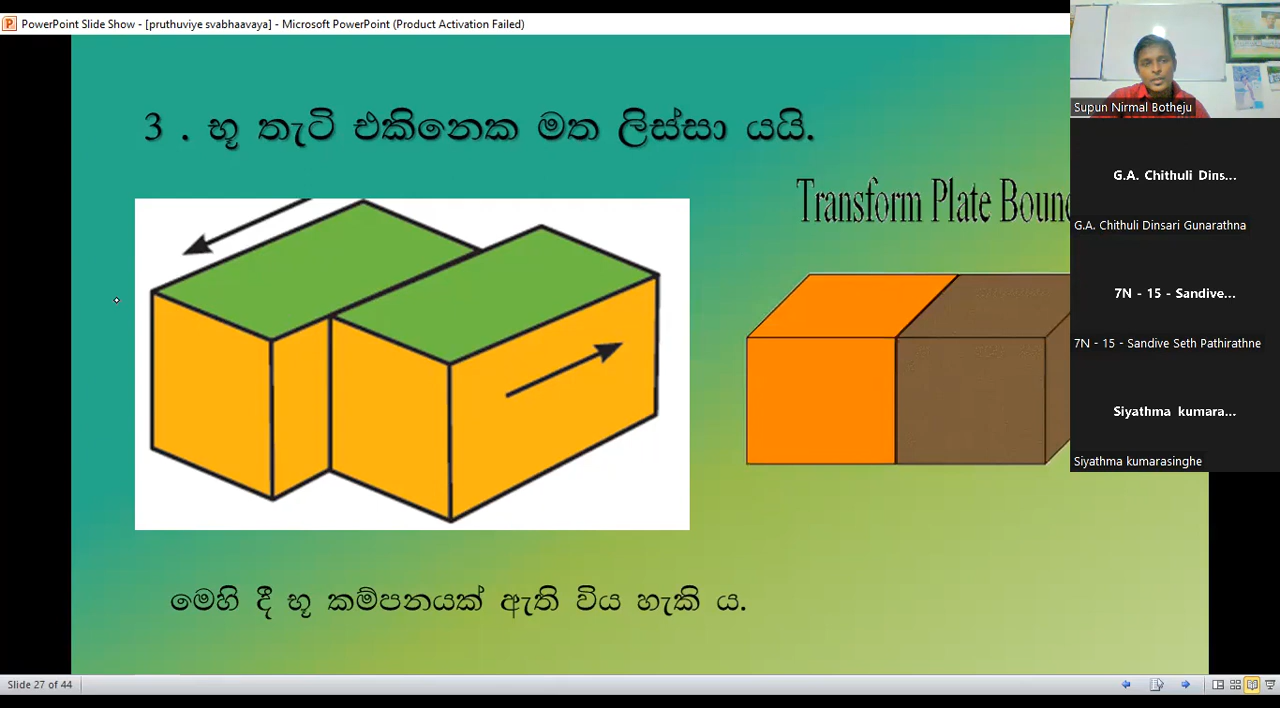 PowerPoint Slide Show - [pruthuviye svabhaavaya] - Microsoft PowerPoint (Product Activation Failed)
Supun Nirmal Botheju
3 . භූ තැටි එකිනෙක මත ලිස්සා යයි.
Transform Plate Boun
G.A. Chithuli Dins...
G.A. Chithuli Dinsari Gunarathna
7N - 15 - Sandive...
7N - 15 - Sandive Seth Pathirathne
Siyathma kumara...
Siyathma kumarasinghe
මෙහි දී භූ කම්පනයක් ඇති විය හැකි ය.
Slide 27 of 44